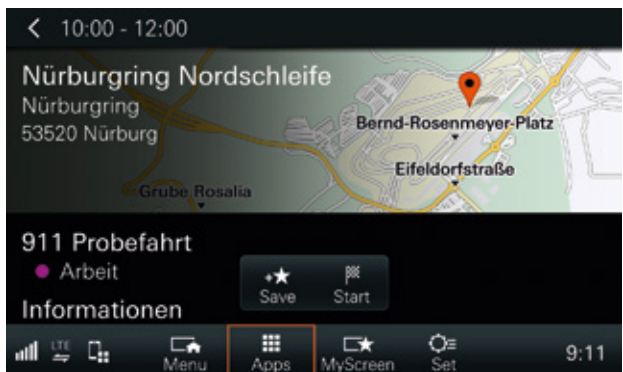 10:00 - 12:00
Nürburgring Nordschleife
Nürburgring
53520 Nürburg
Bernd-Rosenmeyer-Platz
Eifeldorfstraße
Grube Rosalia
911 Probefahrt
Arbeit
Save
Start
Informationen
LTE
Menu
Apps
MyScreen
Set
9:11